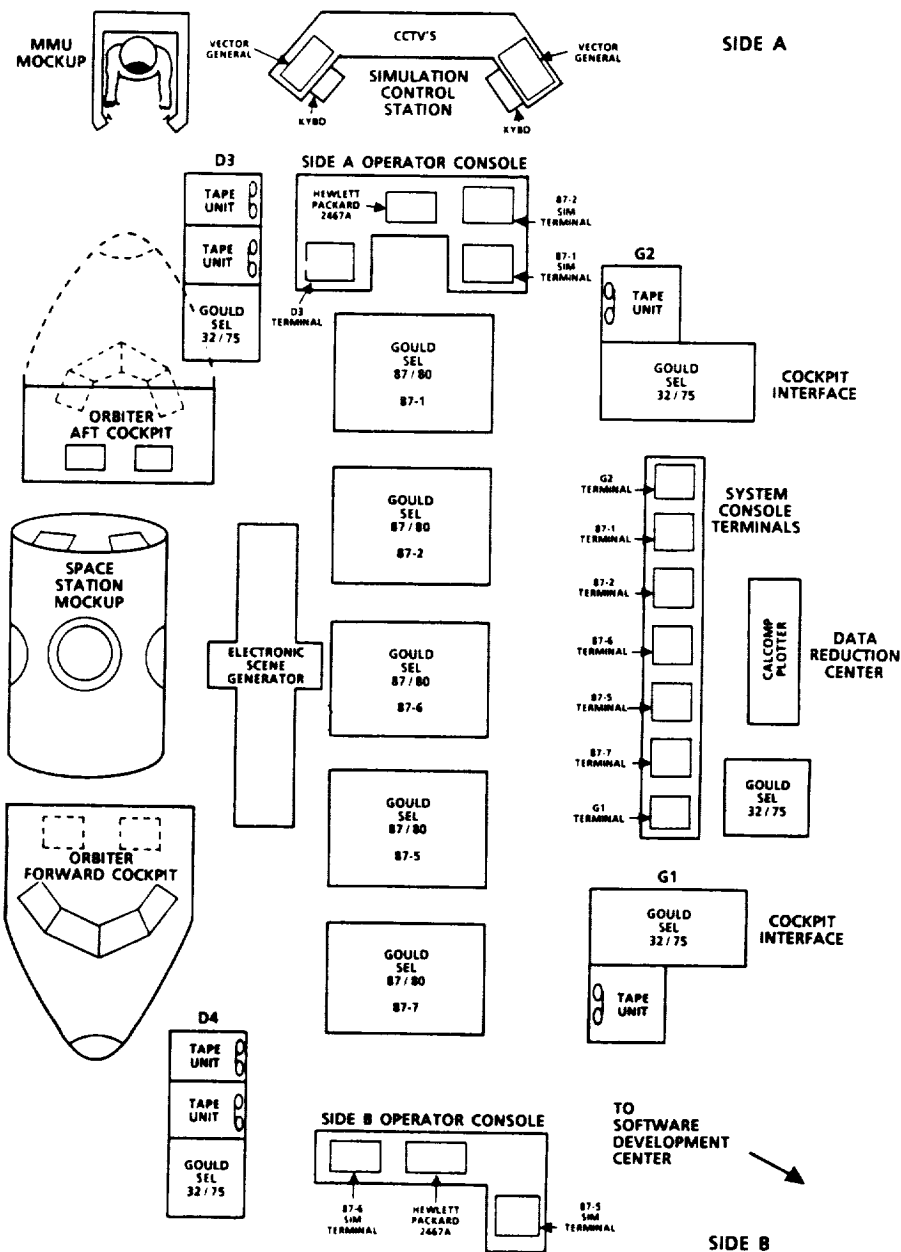 MMU
MOCKUP
VECTOR
GENERAL
CCTV'S
VECTOR
GENERAL
SIDE A
SIMULATION
CONTROL
STATION
KYBD
KYBD
D3
TAPE
UNIT
TAPE
UNIT
GOULD
SEL
32/75
SIDE A OPERATOR CONSOLE
HEWLETT
PACKARD
2467A
87-2
SIM
TERMINAL
87-1
SIM
TERMINAL
D3
TERMINAL
G2
TAPE
UNIT
GOULD
SEL
32/75
COCKPIT
INTERFACE
ORBITER
AFT COCKPIT
GOULD
SEL
87/80
87-1
GOULD
SEL
87/80
87-2
G2
TERMINAL
87-1
TERMINAL
87-2
TERMINAL
87-6
TERMINAL
87-5
TERMINAL
87-7
TERMINAL
G1
TERMINAL
SYSTEM
CONSOLE
TERMINALS
SPACE
STATION
MOCKUP
ELECTRONIC
SCENE
GENERATOR
GOULD
SEL
87/80
87-6
CALCOMP
PLOTTER
DATA
REDUCTION
CENTER
GOULD
SEL
32/75
GOULD
SEL
87/80
87-5
ORBITER
FORWARD COCKPIT
G1
GOULD
SEL
32/75
TAPE
UNIT
COCKPIT
INTERFACE
GOULD
SEL
87/80
87-7
D4
TAPE
UNIT
TAPE
UNIT
GOULD
SEL
32/75
SIDE B OPERATOR CONSOLE
87-6
SIM
TERMINAL
HEWLETT
PACKARD
2467A
87-5
SIM
TERMINAL
TO
SOFTWARE
DEVELOPMENT
CENTER
SIDE B